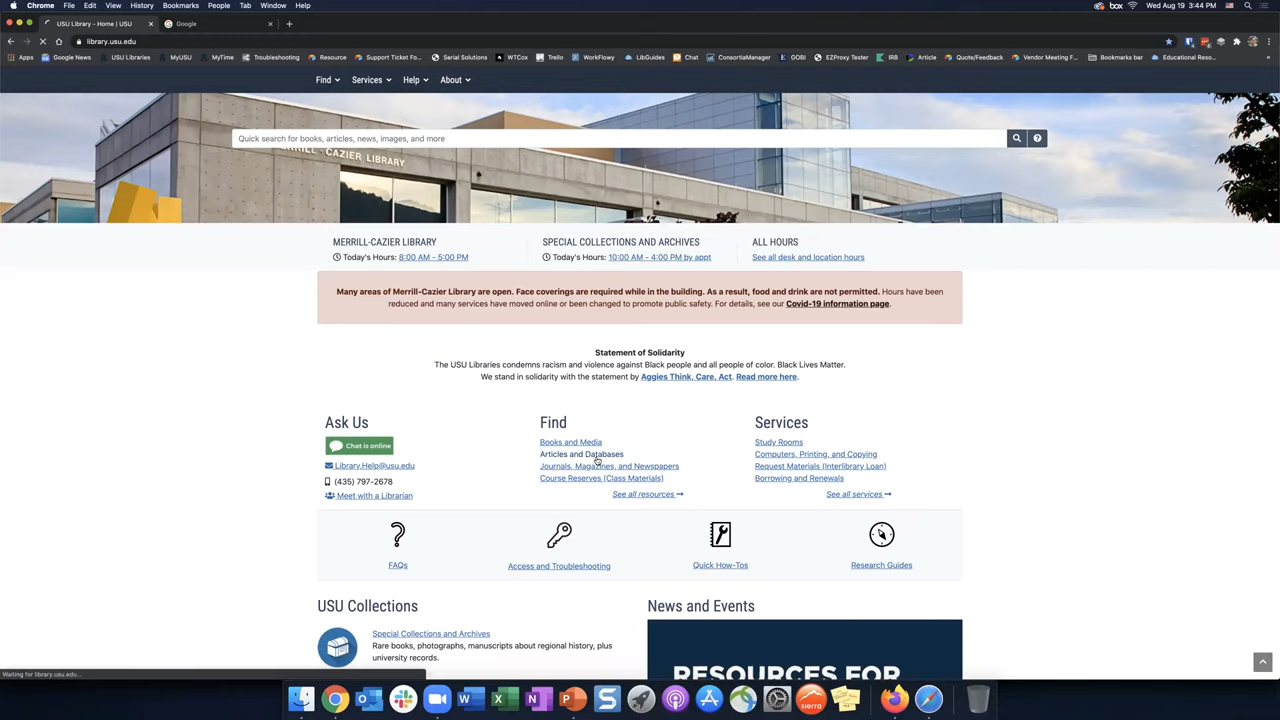 Chrome File Edit View History Bookmarks People Tab Window Help box Wed Aug 19 3:44 PM
USU Library - Home | USU Google
library.usu.edu
Apps Google News USU Libraries MyUSU MyTime Troubleshooting Resource Support Ticket Fo... Serial Solutions WTCox Trello WorkFlowy LibGuides Chat ConsortiaManager GOBI EZProxy Tester IRB Article Quote/Feedback Vendor Meeting F... Bookmarks bar Educational Reso... »
Find Services Help About
Quick search for books, articles, news, images, and more
MERRILL-CAZIER LIBRARY
MERRILL-CAZIER LIBRARY SPECIAL COLLECTIONS AND ARCHIVES ALL HOURS
Today's Hours: 8:00 AM - 5:00 PM Today's Hours: 10:00 AM - 4:00 PM by appt See all desk and location hours
Many areas of Merrill-Cazier Library are open. Face coverings are required while in the building. As a result, food and drink are not permitted. Hours have been
reduced and many services have moved online or been changed to promote public safety. For details, see our Covid-19 information page.
Statement of Solidarity
The USU Libraries condemns racism and violence against Black people and all people of color. Black Lives Matter.
We stand in solidarity with the statement by Aggies Think, Care, Act. Read more here.
Ask Us
Chat is online
Library.Help@usu.edu
(435) 797-2678
Meet with a Librarian
Find
Books and Media
Articles and Databases
Journals, Magazines, and Newspapers
Course Reserves (Class Materials)
See all resources →
Services
Study Rooms
Computers, Printing, and Copying
Request Materials (Interlibrary Loan)
Borrowing and Renewals
See all services →
FAQs Access and Troubleshooting Quick How-Tos Research Guides
USU Collections
Special Collections and Archives
Rare books, photographs, manuscripts about regional history, plus
university records.
News and Events
RESOURCES FOR
Waiting for library.usu.edu...
sierra